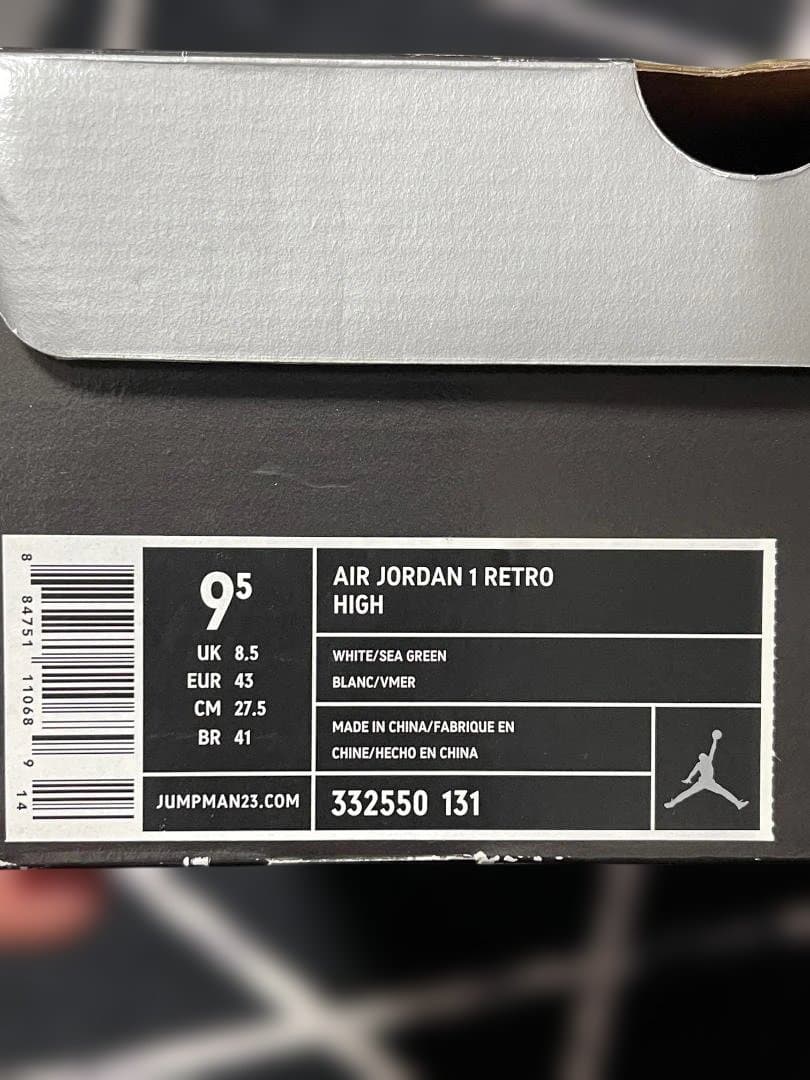 8 84751 11068 9 14
9⁵
UK 8.5
EUR 43
CM 27.5
BR 41
JUMPMAN23.COM
AIR JORDAN 1 RETRO
HIGH
WHITE/SEA GREEN
BLANC/VMER
MADE IN CHINA/FABRIQUE EN
CHINE/HECHO EN CHINA
332550 131